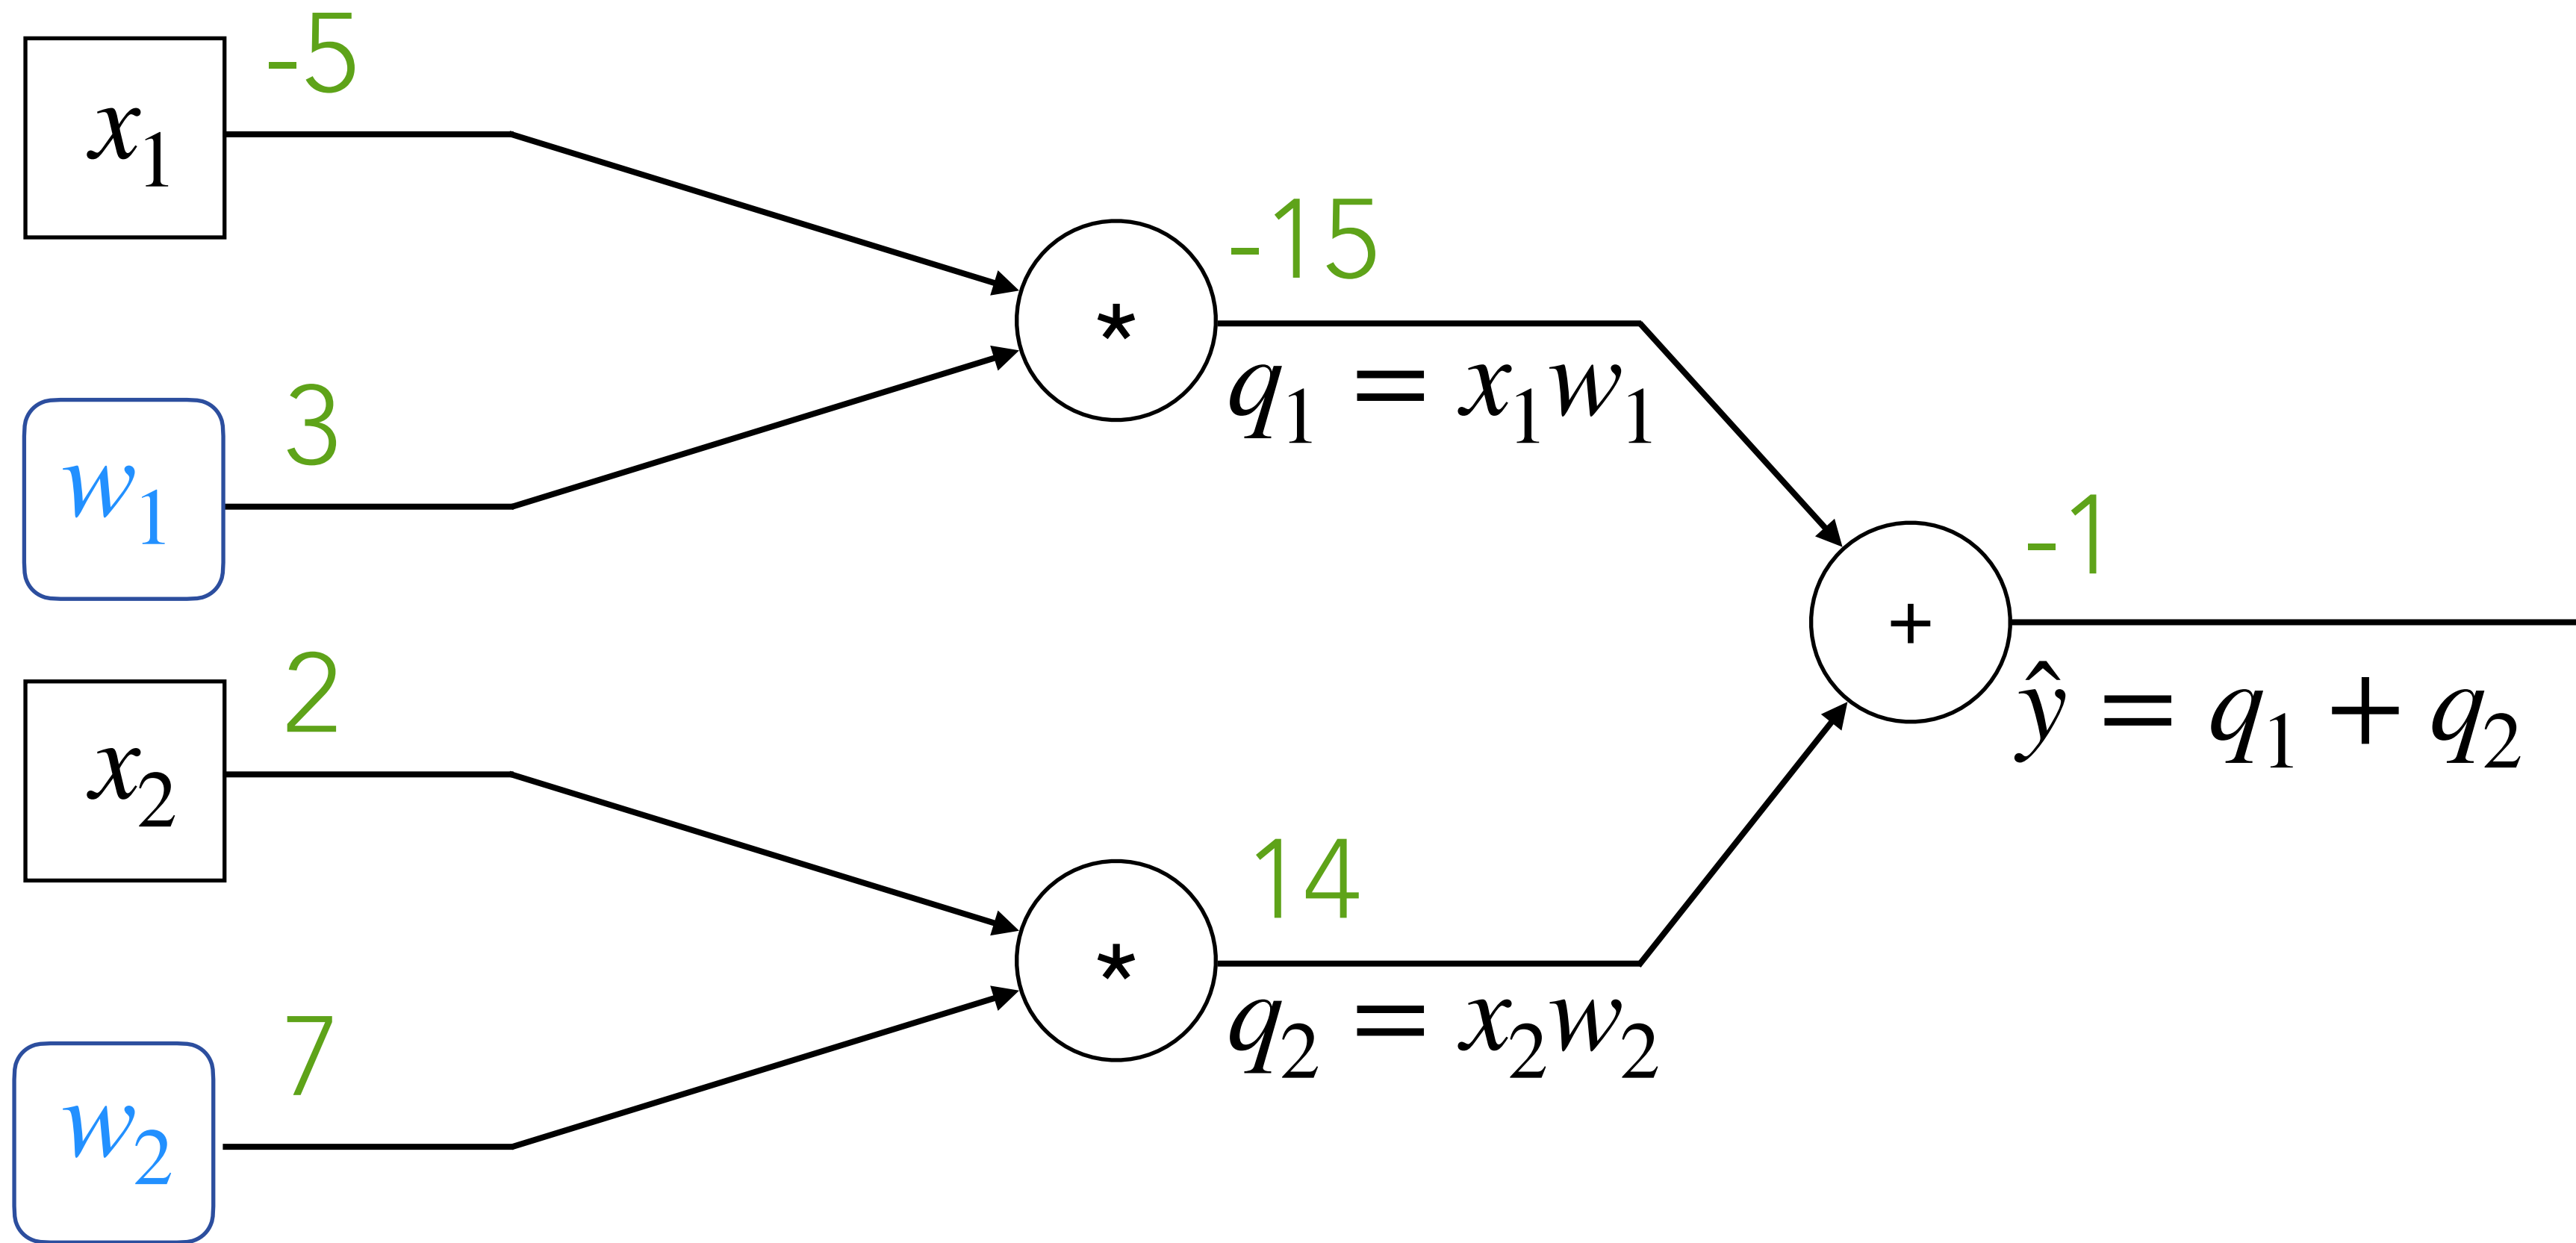 -5
x₁
-15
*
q₁ = x₁w₁
3
w₁
-1
+
ŷ = q₁ + q₂
2
x₂
14
*
q₂ = x₂w₂
7
w₂